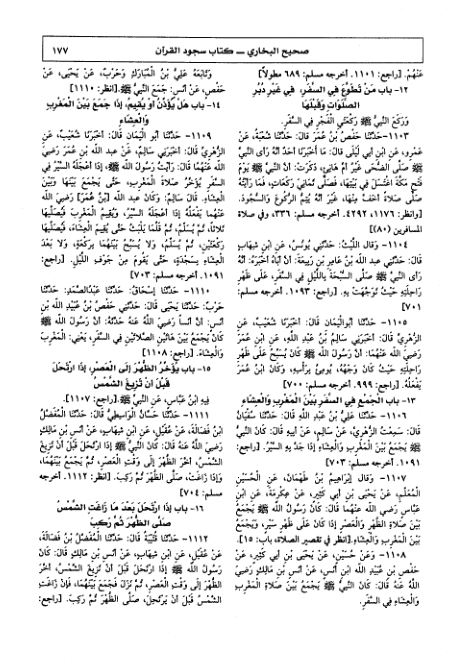 صحيح البخاري ــ كتاب سجود القرآن
١٧٧
عَنْهُمْ. [راجع: ١١٠١. أخرجه مسلم: ٦٨٩ مطولاً]
١٢- باب مَنْ تَطَوَّعَ فِي السَّفَرِ، فِي غَيْرِ دُبُرِ
الصَّلَوَاتِ وَقَبْلَهَا
وَرَكَعَ النَّبِيُّ ﷺ رَكْعَتَيِ الْفَجْرِ فِي السَّفَرِ.
١١٠٣- حَدَّثَنَا حَفْصُ بْنُ عُمَرَ قَالَ: حَدَّثَنَا شُعْبَةُ، عَنْ
عَمْرٍو، عَنِ ابْنِ أَبِي لَيْلَى قَالَ: مَا أَخْبَرَنَا أَحَدٌ أَنَّهُ رَأَى النَّبِيَّ
ﷺ صَلَّى الضُّحَى غَيْرُ أُمِّ هَانِئٍ، ذَكَرَتْ: أَنَّ النَّبِيَّ ﷺ يَوْمَ
فَتْحِ مَكَّةَ اغْتَسَلَ فِي بَيْتِهَا، فَصَلَّى ثَمَانِيَ رَكَعَاتٍ، فَمَا رَأَيْتُهُ
صَلَّى صَلَاةً أَخَفَّ مِنْهَا، غَيْرَ أَنَّهُ يُتِمُّ الرُّكُوعَ وَالسُّجُودَ.
[وانظر: ١١٧٦، ٤٢٩٢. أخرجه مسلم: ٣٣٦، وفي صلاة
المسافرين (٨٠)]
١١٠٤- وَقَالَ اللَّيْثُ: حَدَّثَنِي يُونُسُ، عَنِ ابْنِ شِهَابٍ
قَالَ: حَدَّثَنِي عبد الله بْنُ عَامِرِ بْنِ رَبِيعَةَ: أَنَّ أَبَاهُ أَخْبَرَهُ: أَنَّهُ
رَأَى النَّبِيَّ ﷺ صَلَّى السُّبْحَةَ بِاللَّيْلِ فِي السَّفَرِ، عَلَى ظَهْرِ
رَاحِلَتِهِ حَيْثُ تَوَجَّهَتْ بِهِ. [راجع: ١٠٩٣. أخرجه مسلم:
٧٠١]
١١٠٥- حَدَّثَنَا أَبُوالْيَمَانِ قَالَ: أَخْبَرَنَا شُعَيْبٌ، عَنِ
الزُّهْرِيِّ قَالَ: أَخْبَرَنِي سَالِمُ بْنُ عَبْدِ اللهِ، عَنِ ابْنِ عُمَرَ
رَضِيَ اللهُ عَنْهُمَا: أَنَّ رَسُولَ اللهِ ﷺ كَانَ يُسَبِّحُ عَلَى ظَهْرِ
رَاحِلَتِهِ حَيْثُ كَانَ وَجْهُهُ، يُومِئُ بِرَأْسِهِ، وَكَانَ ابْنُ عُمَرَ
يَفْعَلُهُ. [راجع: ٩٩٩. أخرجه مسلم: ٧٠٠]
١٣- باب الْجَمْعِ فِي السَّفَرِ بَيْنَ الْمَغْرِبِ وَالْعِشَاءِ
١١٠٦- حَدَّثَنَا عَلِيُّ بْنُ عَبْدِ اللهِ قَالَ: حَدَّثَنَا سُفْيَانُ
قَالَ: سَمِعْتُ الزُّهْرِيَّ، عَنْ سَالِمٍ، عَنْ أَبِيهِ قَالَ: كَانَ النَّبِيُّ
ﷺ يَجْمَعُ بَيْنَ الْمَغْرِبِ وَالْعِشَاءِ إِذَا جَدَّ بِهِ السَّيْرُ. [راجع:
١٠٩١. أخرجه مسلم: ٧٠٣]
١١٠٧- وَقَالَ إِبْرَاهِيمُ بْنُ طَهْمَانَ، عَنِ الْحُسَيْنِ
الْمُعَلِّمِ، عَنْ يَحْيَى بْنِ أَبِي كَثِيرٍ، عَنْ عِكْرِمَةَ، عَنِ ابْنِ
عَبَّاسٍ رَضِيَ اللهُ عَنْهُمَا قَالَ: كَانَ رَسُولُ اللهِ ﷺ يَجْمَعُ
بَيْنَ صَلَاةِ الظُّهْرِ وَالْعَصْرِ إِذَا كَانَ عَلَى ظَهْرِ سَيْرٍ، وَيَجْمَعُ
بَيْنَ الْمَغْرِبِ وَالْعِشَاءِ. [انظر في تقصير الصلاة، باب: ١٥].
١١٠٨- وَعَنْ حُسَيْنٍ، عَنْ يَحْيَى بْنِ أَبِي كَثِيرٍ، عَنْ
حَفْصِ بْنِ عُبَيْدِ اللهِ بْنِ أَنَسٍ، عَنْ أَنَسِ بْنِ مَالِكٍ رَضِيَ
اللهُ عَنْهُ قَالَ: كَانَ النَّبِيُّ ﷺ يَجْمَعُ بَيْنَ صَلَاةِ الْمَغْرِبِ
وَالْعِشَاءِ فِي السَّفَرِ.
وَتَابَعَهُ عَلِيُّ بْنُ الْمُبَارَكِ وَحَرْبٌ، عَنْ يَحْيَى، عَنْ
حَفْصٍ، عَنْ أَنَسٍ: جَمَعَ النَّبِيُّ ﷺ. [انظر: ١١١٠]
١٤- باب هَلْ يُؤَذِّنُ أَوْ يُقِيمُ، إِذَا جَمَعَ بَيْنَ الْمَغْرِبِ
وَالْعِشَاءِ
١١٠٩- حَدَّثَنَا أَبُو الْيَمَانِ قَالَ: أَخْبَرَنَا شُعَيْبٌ، عَنِ
الزُّهْرِيِّ قَالَ: أَخْبَرَنِي سَالِمٌ، عَنْ عبد الله بْنِ عُمَرَ رَضِيَ
اللهُ عَنْهُمَا قَالَ: رَأَيْتُ رَسُولَ اللهِ ﷺ، إِذَا أَعْجَلَهُ السَّيْرُ فِي
السَّفَرِ يُؤَخِّرُ صَلَاةَ الْمَغْرِبِ، حَتَّى يَجْمَعَ بَيْنَهَا وَبَيْنَ
الْعِشَاءِ. قَالَ سَالِمٌ: وَكَانَ عبد الله [ابْنُ عُمَرَ] رَضِيَ اللهُ
عَنْهُمَا يَفْعَلُهُ إِذَا أَعْجَلَهُ السَّيْرُ، وَيُقِيمُ الْمَغْرِبَ فَيُصَلِّيهَا
ثَلَاثاً، ثُمَّ يُسَلِّمُ، ثُمَّ قَلَّمَا يَلْبَثُ حَتَّى يُقِيمَ الْعِشَاءَ، فَيُصَلِّيهَا
رَكْعَتَيْنِ، ثُمَّ يُسَلِّمُ، وَلَا يُسَبِّحُ بَيْنَهُمَا بِرَكْعَةٍ، وَلَا بَعْدَ
الْعِشَاءِ بِسَجْدَةٍ، حَتَّى يَقُومَ مِنْ جَوْفِ اللَّيْلِ. [راجع:
١٠٩١. أخرجه مسلم: ٧٠٣]
١١١٠- حَدَّثَنَا إِسْحَاقُ: حَدَّثَنَا عَبْدُالصَّمَدِ: حَدَّثَنَا
حَرْبٌ: حَدَّثَنَا يَحْيَى قَالَ: حَدَّثَنِي حَفْصُ بْنُ عُبَيْدِ اللهِ بْنِ
أَنَسٍ: أَنَّ أَنَساً رَضِيَ اللهُ عَنْهُ حَدَّثَهُ: أَنَّ رَسُولَ اللهِ ﷺ
كَانَ يَجْمَعُ بَيْنَ هَاتَيْنِ الصَّلَاتَيْنِ فِي السَّفَرِ، يَعْنِي: الْمَغْرِبَ
وَالْعِشَاءَ. [راجع: ١١٠٨]
١٥- باب يُؤَخِّرُ الظُّهْرَ إِلَى الْعَصْرِ، إِذَا ارْتَحَلَ
قَبْلَ أَنْ تَزِيغَ الشَّمْسُ
فِيهِ ابْنُ عَبَّاسٍ، عَنِ النَّبِيِّ ﷺ. [راجع: ١١٠٧].
١١١١- حَدَّثَنَا حَسَّانُ الْوَاسِطِيُّ قَالَ: حَدَّثَنَا الْمُفَضَّلُ
ابْنُ فَضَالَةَ، عَنْ عُقَيْلٍ، عَنِ ابْنِ شِهَابٍ، عَنْ أَنَسِ بْنِ مَالِكٍ
رَضِيَ اللهُ عَنْهُ قَالَ: كَانَ النَّبِيُّ ﷺ إِذَا ارْتَحَلَ قَبْلَ أَنْ تَزِيغَ
الشَّمْسُ، أَخَّرَ الظُّهْرَ إِلَى وَقْتِ الْعَصْرِ، ثُمَّ يَجْمَعُ بَيْنَهُمَا،
وَإِذَا زَاغَتْ، صَلَّى الظُّهْرَ ثُمَّ رَكِبَ. [انظر: ١١١٢. أخرجه
مسلم: ٧٠٤]
١٦- باب إِذَا ارْتَحَلَ بَعْدَ مَا زَاغَتِ الشَّمْسُ
صَلَّى الظُّهْرَ ثُمَّ رَكِبَ
١١١٢- حَدَّثَنَا قُتَيْبَةُ قَالَ: حَدَّثَنَا الْمُفَضَّلُ بْنُ فَضَالَةَ،
عَنْ عُقَيْلٍ، عَنِ ابْنِ شِهَابٍ، عَنْ أَنَسِ بْنِ مَالِكٍ قَالَ: كَانَ
رَسُولُ اللهِ ﷺ إِذَا ارْتَحَلَ قَبْلَ أَنْ تَزِيغَ الشَّمْسُ، أَخَّرَ
الظُّهْرَ إِلَى وَقْتِ الْعَصْرِ، ثُمَّ نَزَلَ فَجَمَعَ بَيْنَهُمَا، فَإِنْ زَاغَتِ
الشَّمْسُ قَبْلَ أَنْ يَرْتَحِلَ، صَلَّى الظُّهْرَ ثُمَّ رَكِبَ. [راجع: